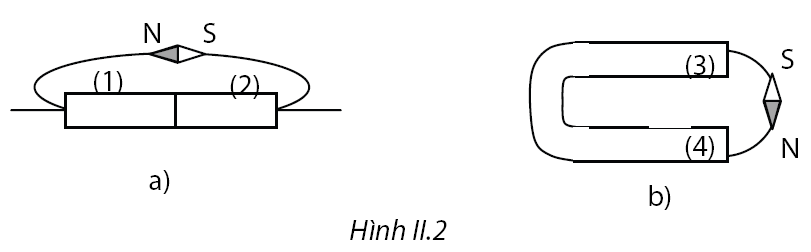 N S
(1) (2)
a)
(3)
S
(4)
N
b)
Hình II.2